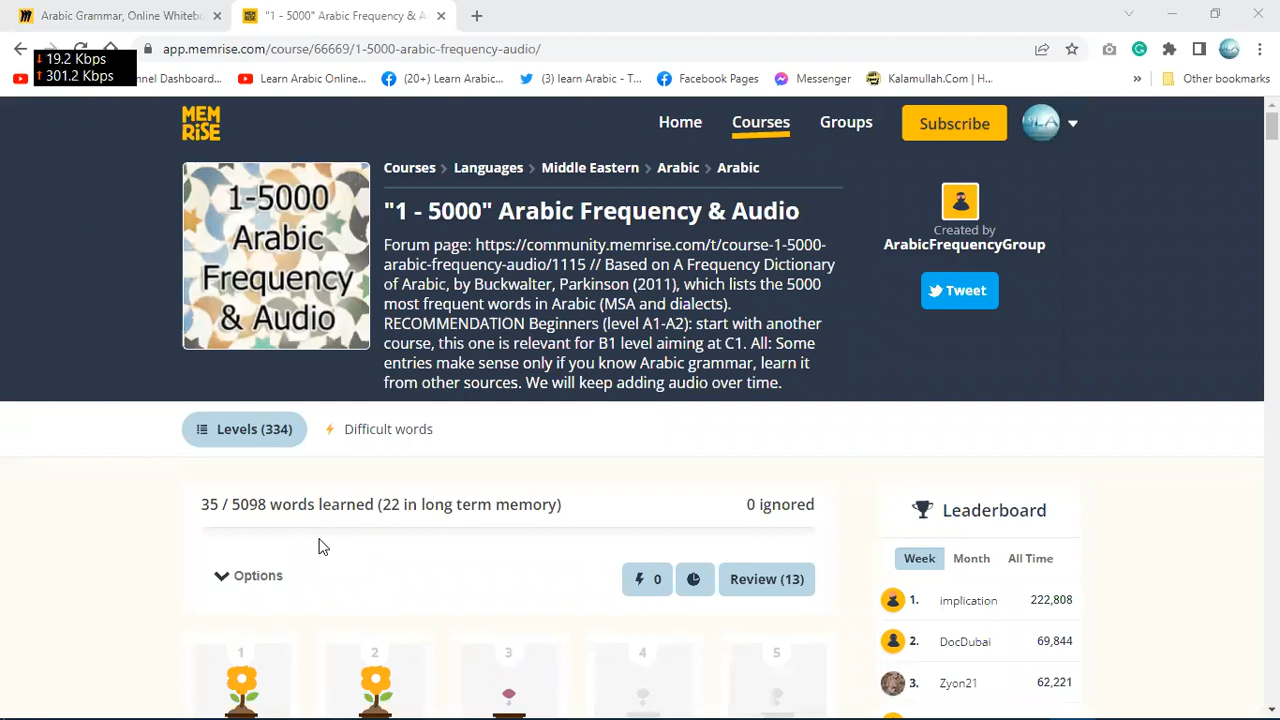 Arabic Grammar, Online Whiteb
"1 - 5000" Arabic Frequency & A
app.memrise.com/course/66669/1-5000-arabic-frequency-audio/
19.2 Kbps
301.2 Kbps
nnel Dashboard...
Learn Arabic Online...
(20+) Learn Arabic...
(3) learn Arabic - T...
Facebook Pages
Messenger
Kalamullah.Com | H...
»
Other bookmarks
MEM
RiSE
Home
Courses
Groups
Subscribe
SLA
1-5000
Arabic
Frequency
& Audio
Courses > Languages > Middle Eastern > Arabic > Arabic
"1 - 5000" Arabic Frequency & Audio
Forum page: https://community.memrise.com/t/course-1-5000-
arabic-frequency-audio/1115 // Based on A Frequency Dictionary
of Arabic, by Buckwalter, Parkinson (2011), which lists the 5000
most frequent words in Arabic (MSA and dialects).
RECOMMENDATION Beginners (level A1-A2): start with another
course, this one is relevant for B1 level aiming at C1. All: Some
entries make sense only if you know Arabic grammar, learn it
from other sources. We will keep adding audio over time.
Created by
ArabicFrequencyGroup
Tweet
Levels (334)
Difficult words
35 / 5098 words learned (22 in long term memory)
0 ignored
Options
0
Review (13)
1
2
3
4
5
Leaderboard
Week
Month
All Time
1. implication 222,808
2. DocDubai 69,844
3. Zyon21 62,221